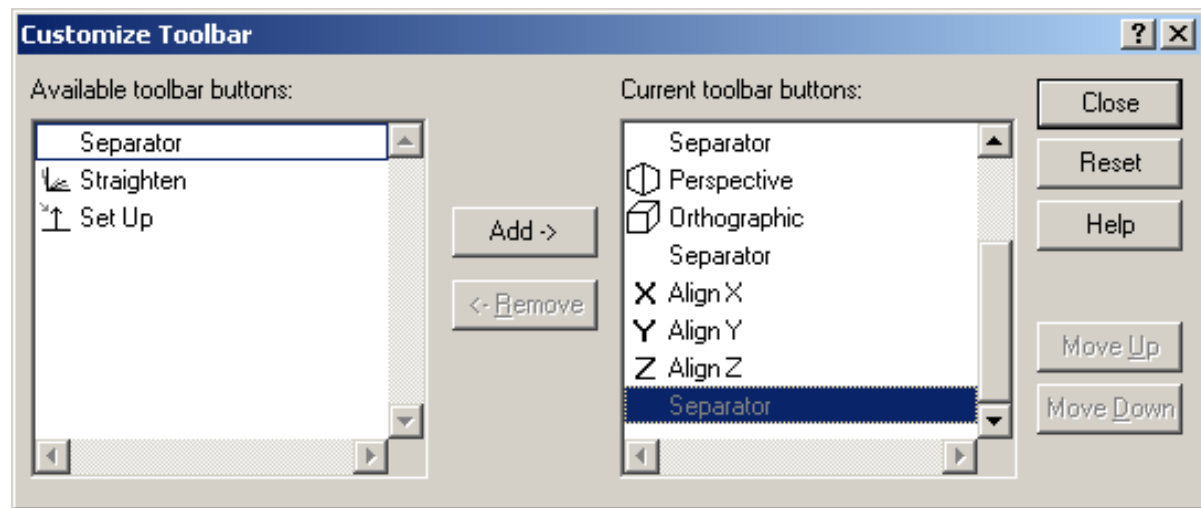 Customize Toolbar
Available toolbar buttons:
Separator
Straighten
Set Up
Add ->
<- Remove
Current toolbar buttons:
Separator
Perspective
Orthographic
Separator
X Align X
Y Align Y
Z Align Z
Separator
Close
Reset
Help
Move Up
Move Down